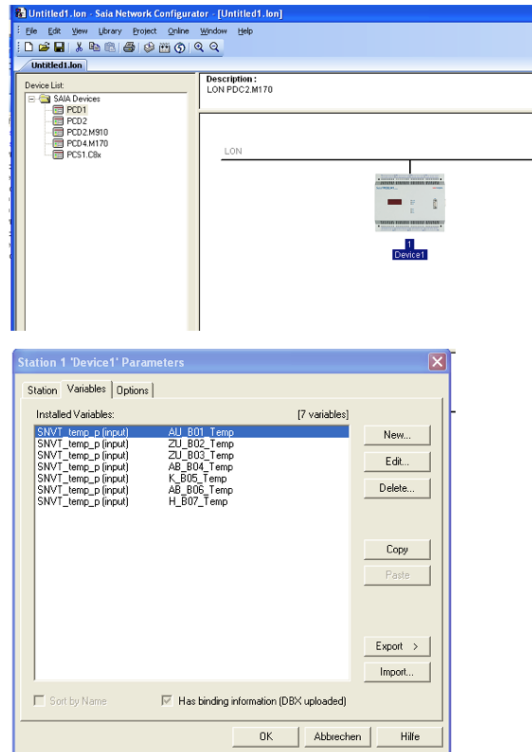 Untitled1.lon - Saia Network Configurator - [Untitled1.lon]
File Edit View Library Project Online Window Help
Untitled1.lon
Device List:
SAIA Devices
PCD1
PCD2
PCD2.M910
PCD4.M170
PCS1.C8x
Description :
LON PDC2.M170
LON
1
Device1
Station 1 'Device1' Parameters
Station Variables Options
Installed Variables: [7 variables]
SNVT_temp_p (input) AU_B01_Temp
SNVT_temp_p (input) ZU_B02_Temp
SNVT_temp_p (input) ZU_B03_Temp
SNVT_temp_p (input) AB_B04_Temp
SNVT_temp_p (input) K_B05_Temp
SNVT_temp_p (input) AB_B06_Temp
SNVT_temp_p (input) H_B07_Temp
New...
Edit...
Delete...
Copy
Paste
Export >
Import...
Sort by Name Has binding information (DBX uploaded)
OK Abbrechen Hilfe